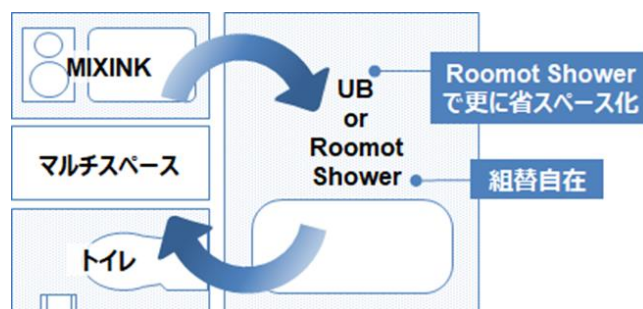 MIXINK
マルチスペース
トイレ
UB
or
Roomot
Shower
Roomot Shower
で更に省スペース化
組替自在